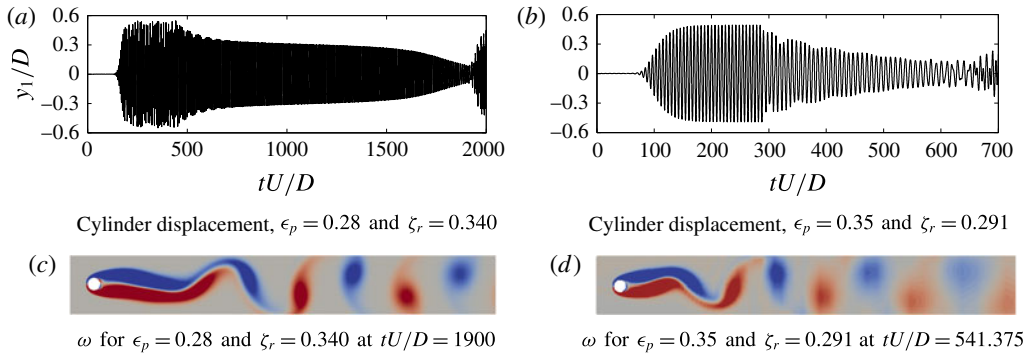 (a)
0.6
0.3
0
−0.3
−0.6
y₁/D
0 500 1000 1500 2000
tU/D
Cylinder displacement, ϵₚ = 0.28 and ζᵣ = 0.340
(b)
0.6
0.3
0
−0.3
−0.6
0 100 200 300 400 500 600 700
tU/D
Cylinder displacement, ϵₚ = 0.35 and ζᵣ = 0.291
(c)
ω for ϵₚ = 0.28 and ζᵣ = 0.340 at tU/D = 1900
(d)
ω for ϵₚ = 0.35 and ζᵣ = 0.291 at tU/D = 541.375